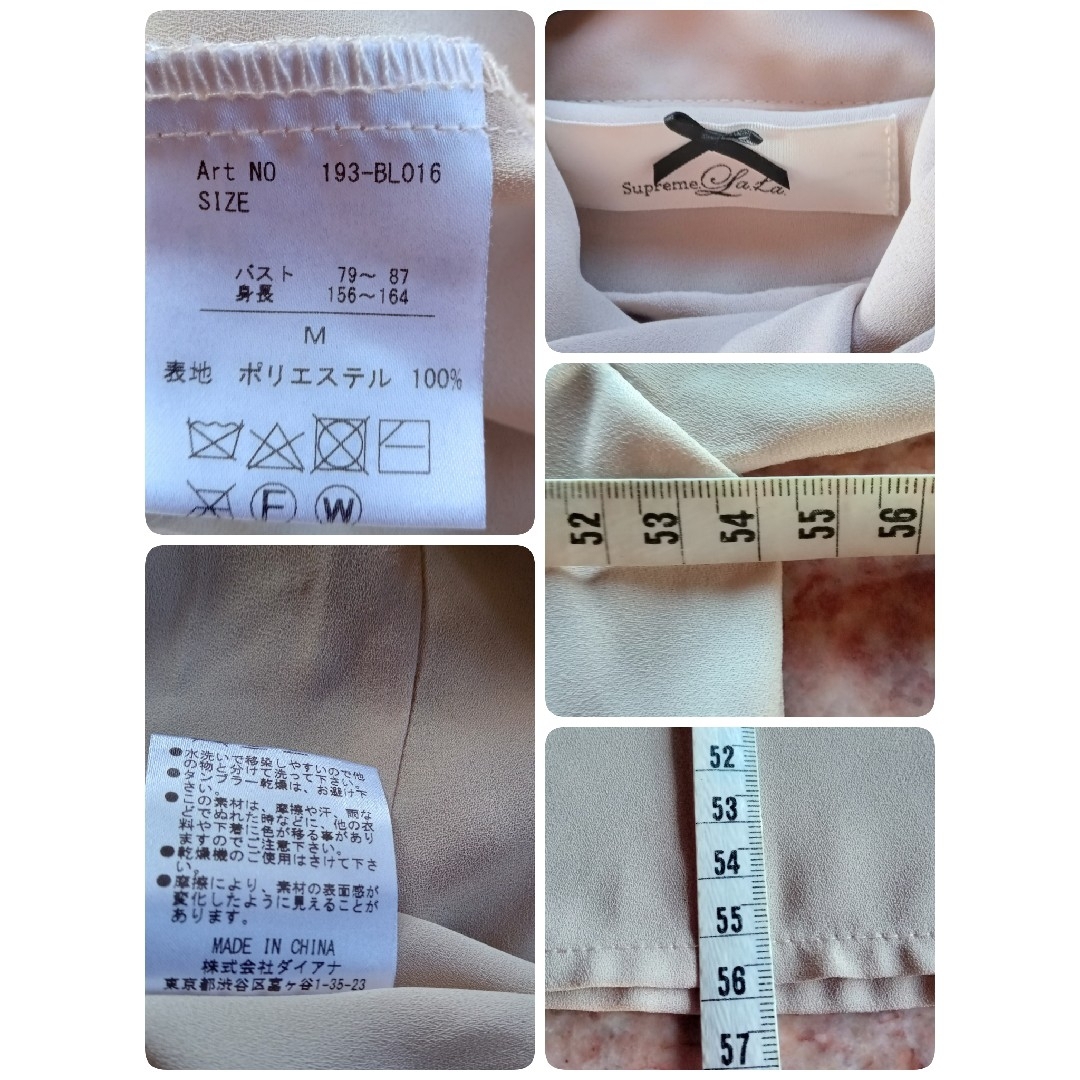 Art NO 193-BL016
SIZE
バスト 79～ 87
身長 156～164
M
表地 ポリエステル 100%
F W
Supreme.La.La.
52 53 54 55 56
●水洗いで移染しやすいので他
の物と分けて洗って下さい。
●タンブラー乾燥は、お避け下
さい。
●この素材は、摩擦や汗、雨な
どでぬれた時などに、他の衣
料や下着に色が移る事があり
ますのでご注意下さい。
●乾燥機のご使用はさけて下さ
い。
●摩擦により、素材の表面感が
変化したように見えることが
あります。
MADE IN CHINA
株式会社ダイアナ
東京都渋谷区富ヶ谷1-35-23
52
53
54
55
56
57